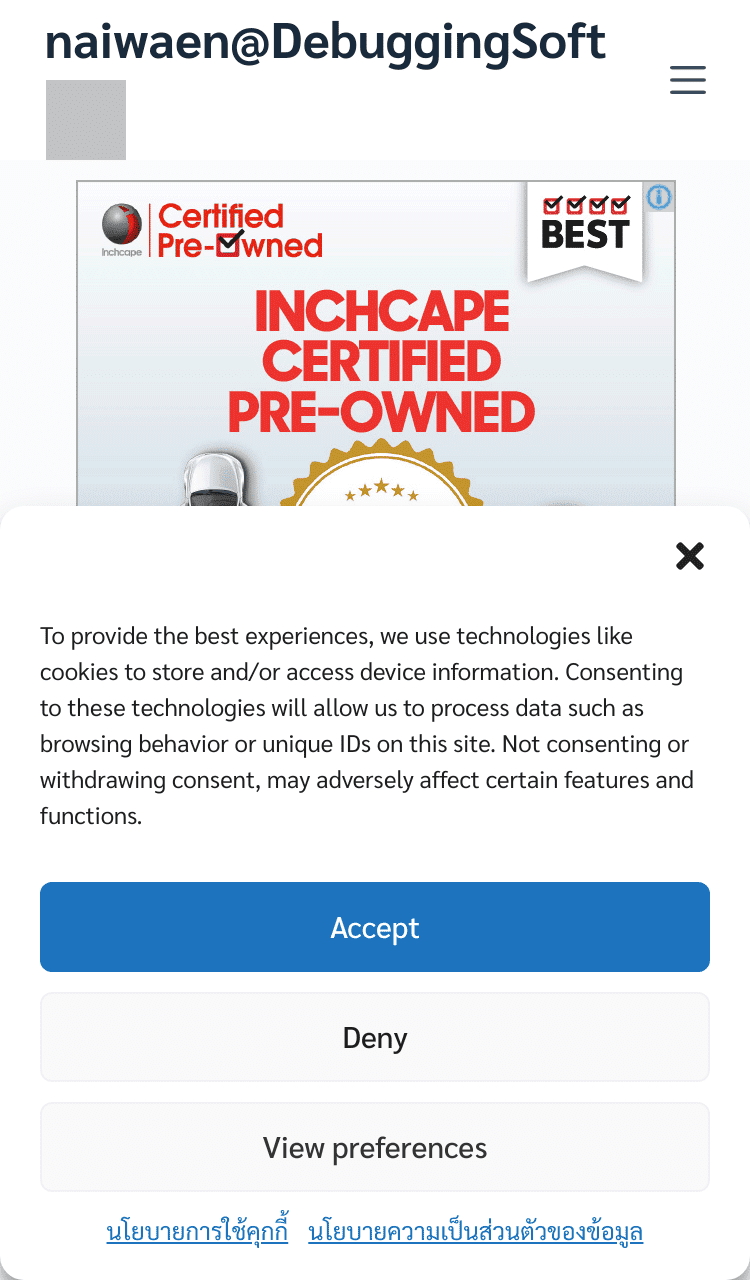 naiwaen@DebuggingSoft
Inchcape
Certified
Pre-Owned
BEST
INCHCAPE
CERTIFIED
PRE-OWNED
To provide the best experiences, we use technologies like
cookies to store and/or access device information. Consenting
to these technologies will allow us to process data such as
browsing behavior or unique IDs on this site. Not consenting or
withdrawing consent, may adversely affect certain features and
functions.
Accept
Deny
View preferences
นโยบายการใช้คุกกี้ นโยบายความเป็นส่วนตัวของข้อมูล